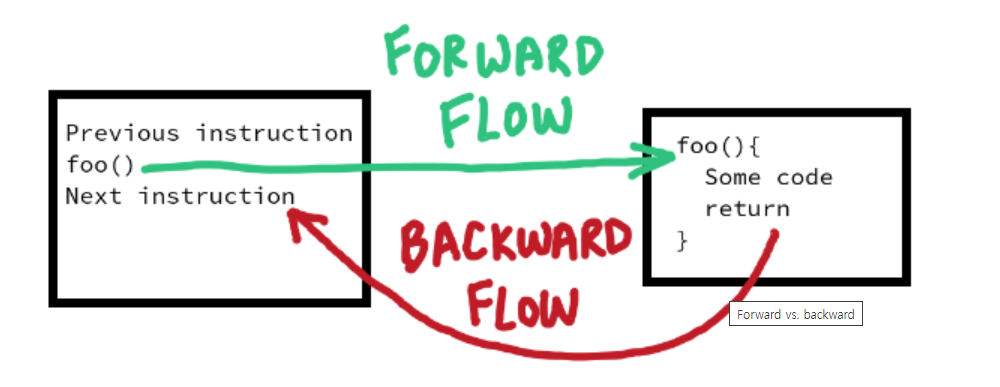 FORWARD
FLOW
Previous instruction
foo()
Next instruction
foo(){
Some code
return
}
BACKWARD
FLOW
Forward vs. backward